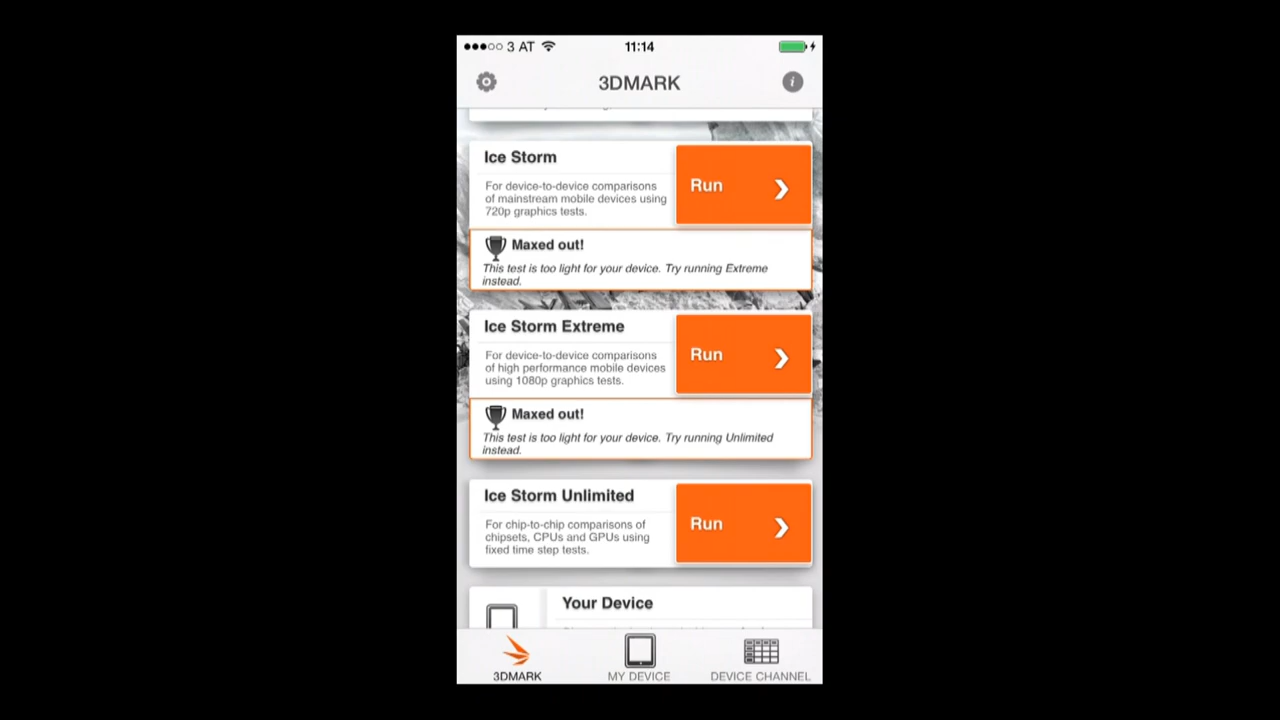 3 AT 11:14
3DMARK
Ice Storm
For device-to-device comparisons
of mainstream mobile devices using
720p graphics tests.
Run
Maxed out!
This test is too light for your device. Try running Extreme
instead.
Ice Storm Extreme
For device-to-device comparisons
of high performance mobile devices
using 1080p graphics tests.
Run
Maxed out!
This test is too light for your device. Try running Unlimited
instead.
Ice Storm Unlimited
For chip-to-chip comparisons of
chipsets, CPUs and GPUs using
fixed time step tests.
Run
Your Device
3DMARK
MY DEVICE
DEVICE CHANNEL